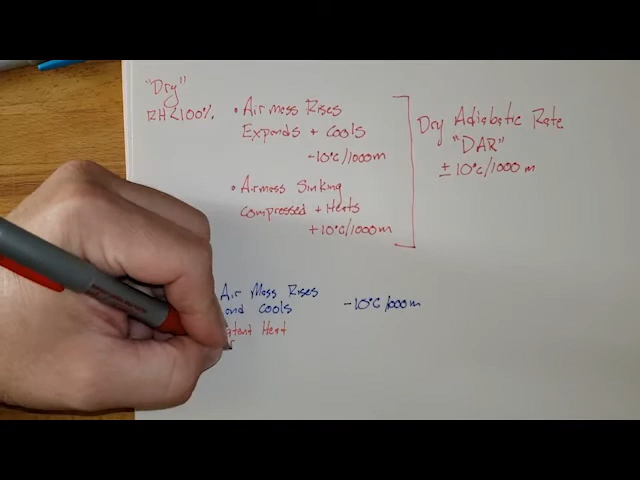 "Dry"
RH<100%
• Air mass Rises
Expands + Cools
-10°C/1000m
• Airmass Sinking
compressed + Heats
+10°C/1000m
Dry Adiabatic Rate
"DAR"
± 10°C/1000 m
Air Mass Rises
and Cools
-10°C/1000m
Heat